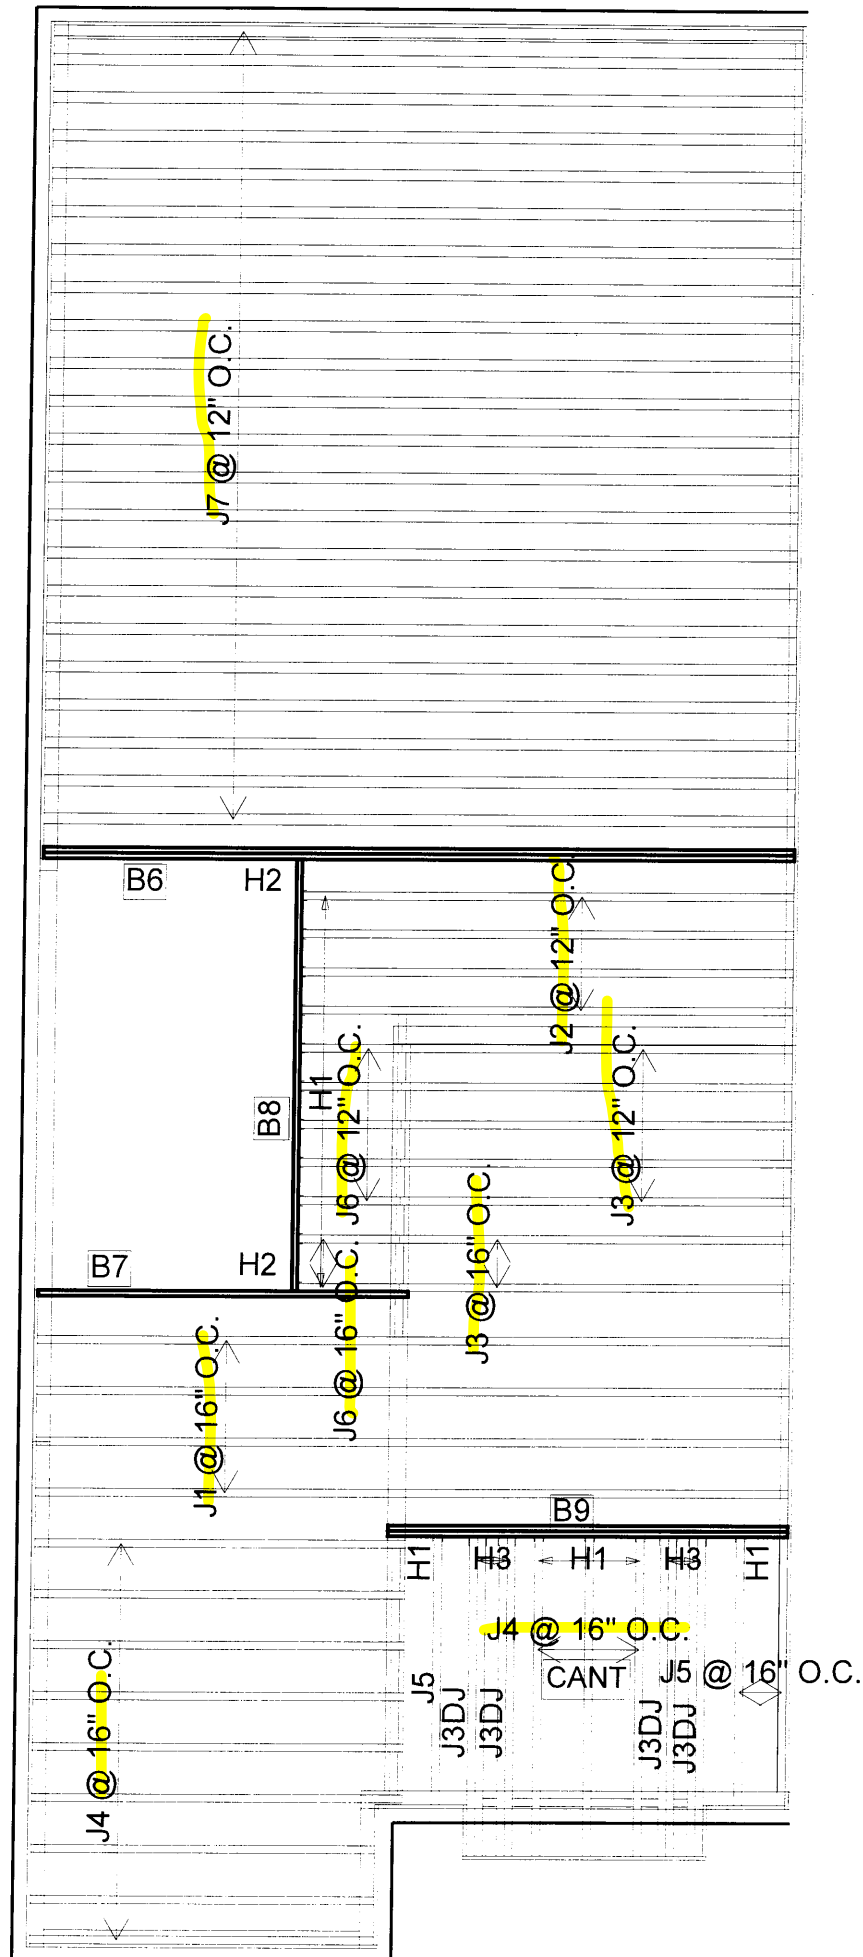 J7 @ 12" O.C.
B6
H2
J2 @ 12" O.C.
H1
B8
J6 @ 12" O.C.
J3 @ 12" O.C.
J3 @ 16" O.C.
B7
H2
J6 @ 16" O.C.
J1 @ 16" O.C.
B9
H1
H3
H1
H3
H1
J4 @ 16" O.C.
CANT
J5 @ 16" O.C.
J5
J3DJ
J3DJ
J3DJ
J3DJ
J4 @ 16" O.C.